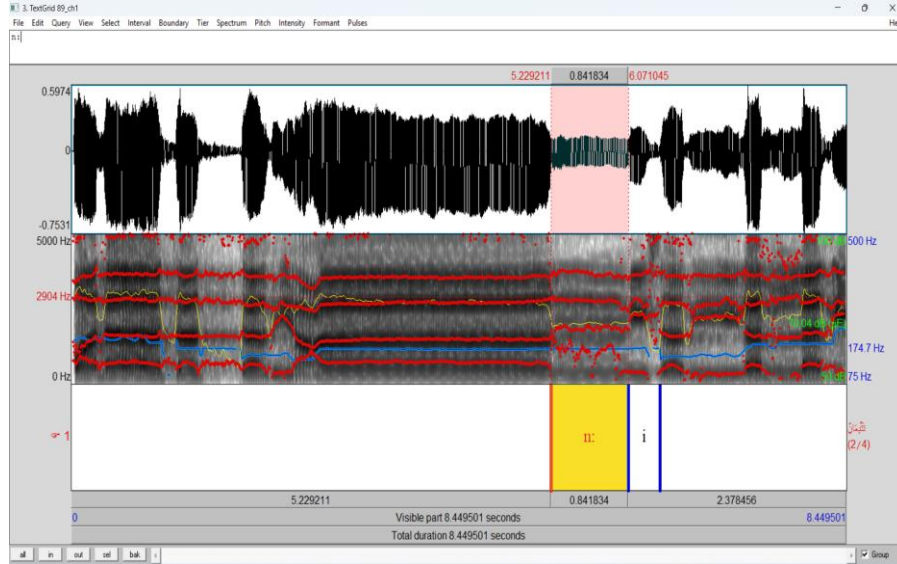 3. TextGrid 89_ch1
File Edit Query View Select Interval Boundary Tier Spectrum Pitch Intensity Formant Pulses He
n:
5.229211 0.841834 6.071045
0.5974
0
-0.7531
5000 Hz 500 Hz
2904 Hz
174.7 Hz
0 Hz 75 Hz
1 n: i
(2/4)
5.229211 0.841834 2.378456
0 Visible part 8.449501 seconds 8.449501
Total duration 8.449501 seconds
all in out sel bak Group